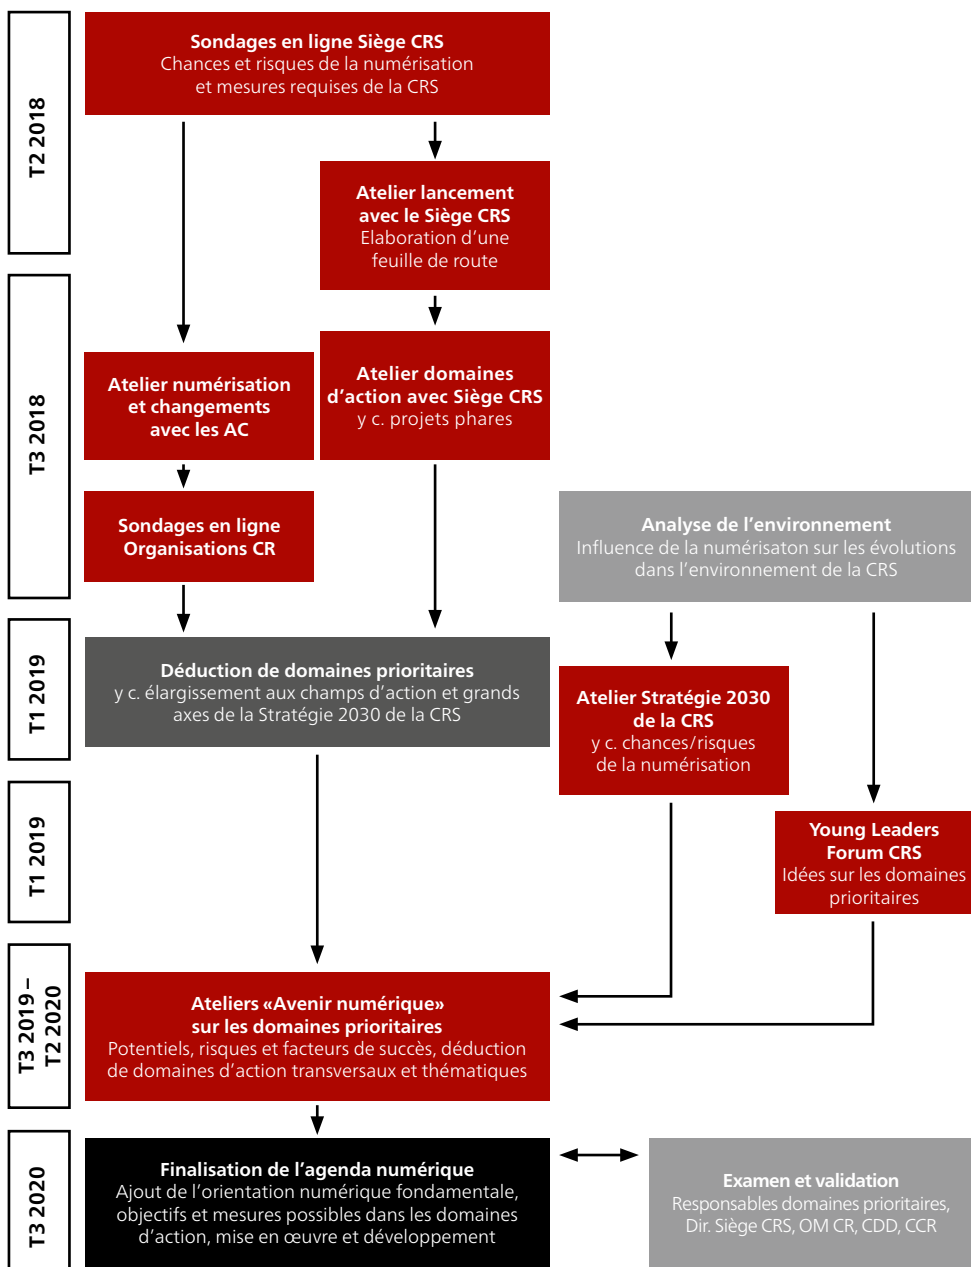 T2 2018
Sondages en ligne Siège CRS
Chances et risques de la numérisation
et mesures requises de la CRS
Atelier lancement
avec le Siège CRS
Elaboration d’une
feuille de route
T3 2018
Atelier numérisation
et changements
avec les AC
Atelier domaines
d’action avec Siège CRS
y c. projets phares
Sondages en ligne
Organisations CR
Analyse de l’environnement
Influence de la numérisaton sur les évolutions
dans l’environnement de la CRS
T1 2019
Déduction de domaines prioritaires
y c. élargissement aux champs d’action et grands
axes de la Stratégie 2030 de la CRS
Atelier Stratégie 2030
de la CRS
y c. chances/risques
de la numérisation
T1 2019
Young Leaders
Forum CRS
Idées sur les domaines
prioritaires
T3 2019 –
T2 2020
Ateliers «Avenir numérique»
sur les domaines prioritaires
Potentiels, risques et facteurs de succès, déduction
de domaines d’action transversaux et thématiques
T3 2020
Finalisation de l’agenda numérique
Ajout de l’orientation numérique fondamentale,
objectifs et mesures possibles dans les domaines
d’action, mise en œuvre et développement
Examen et validation
Responsables domaines prioritaires,
Dir. Siège CRS, OM CR, CDD, CCR